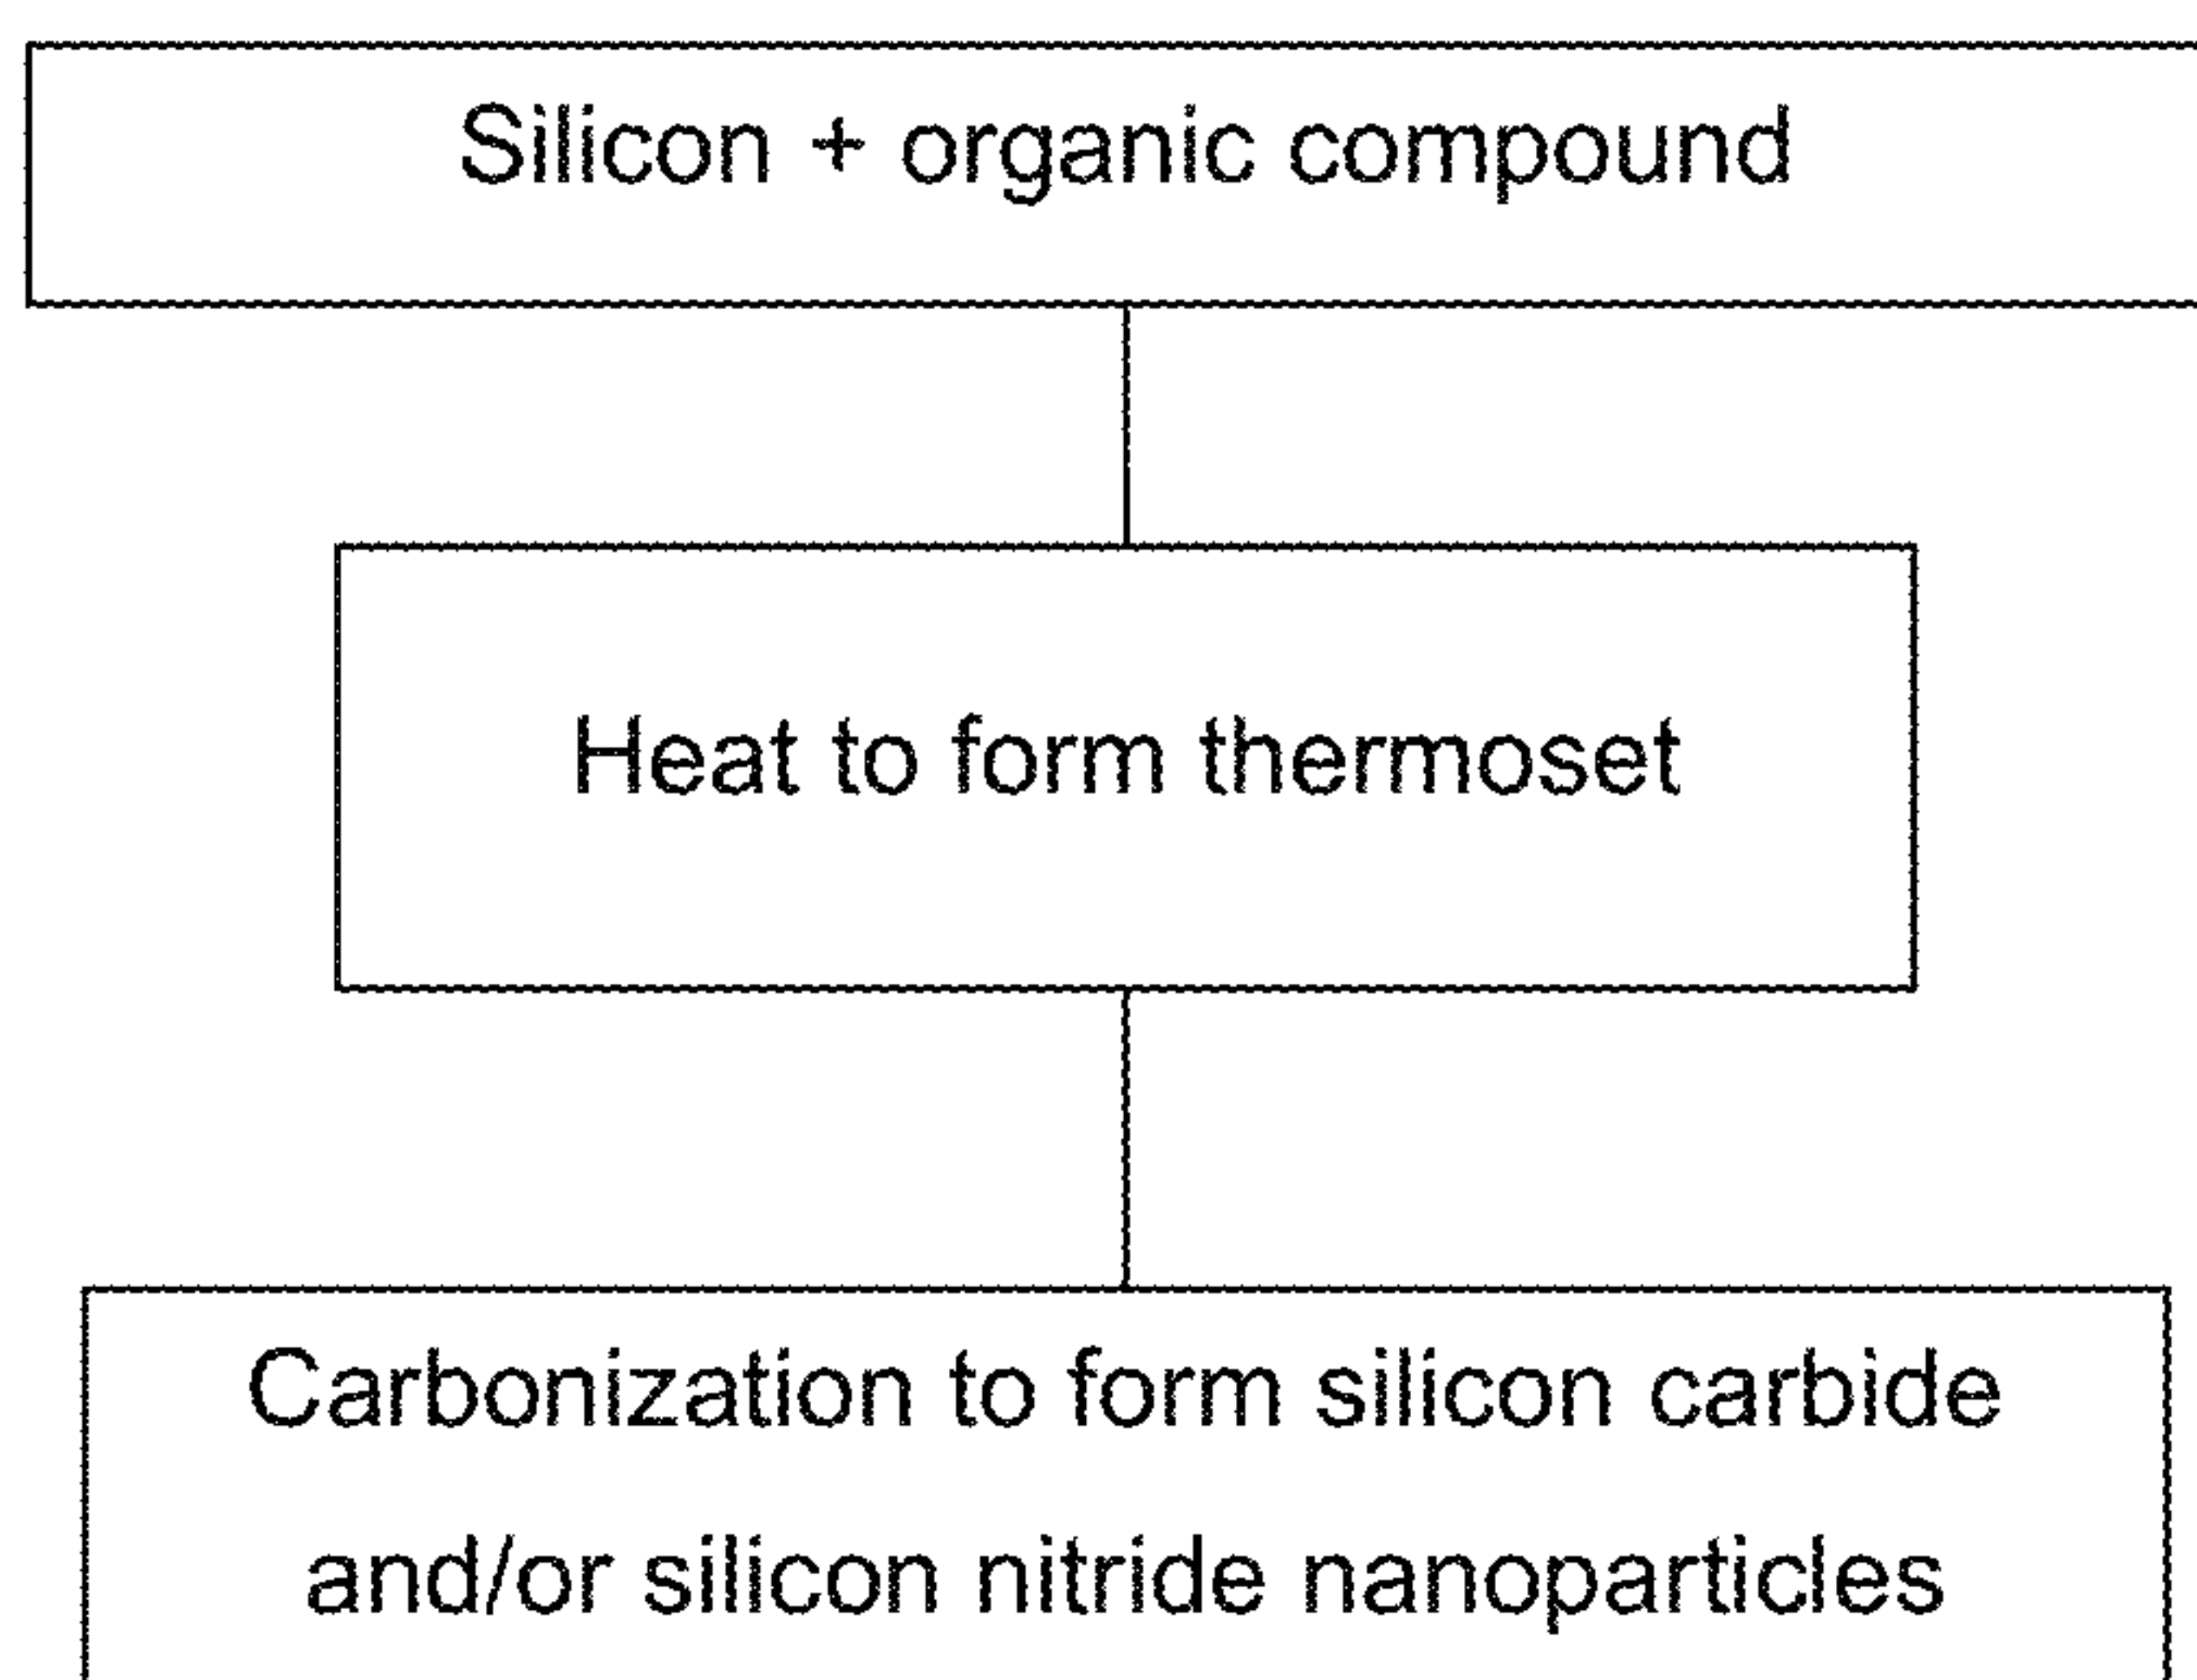 Silicon + organic compound
Heat to form thermoset
Carbonization to form silicon carbide
and/or silicon nitride nanoparticles